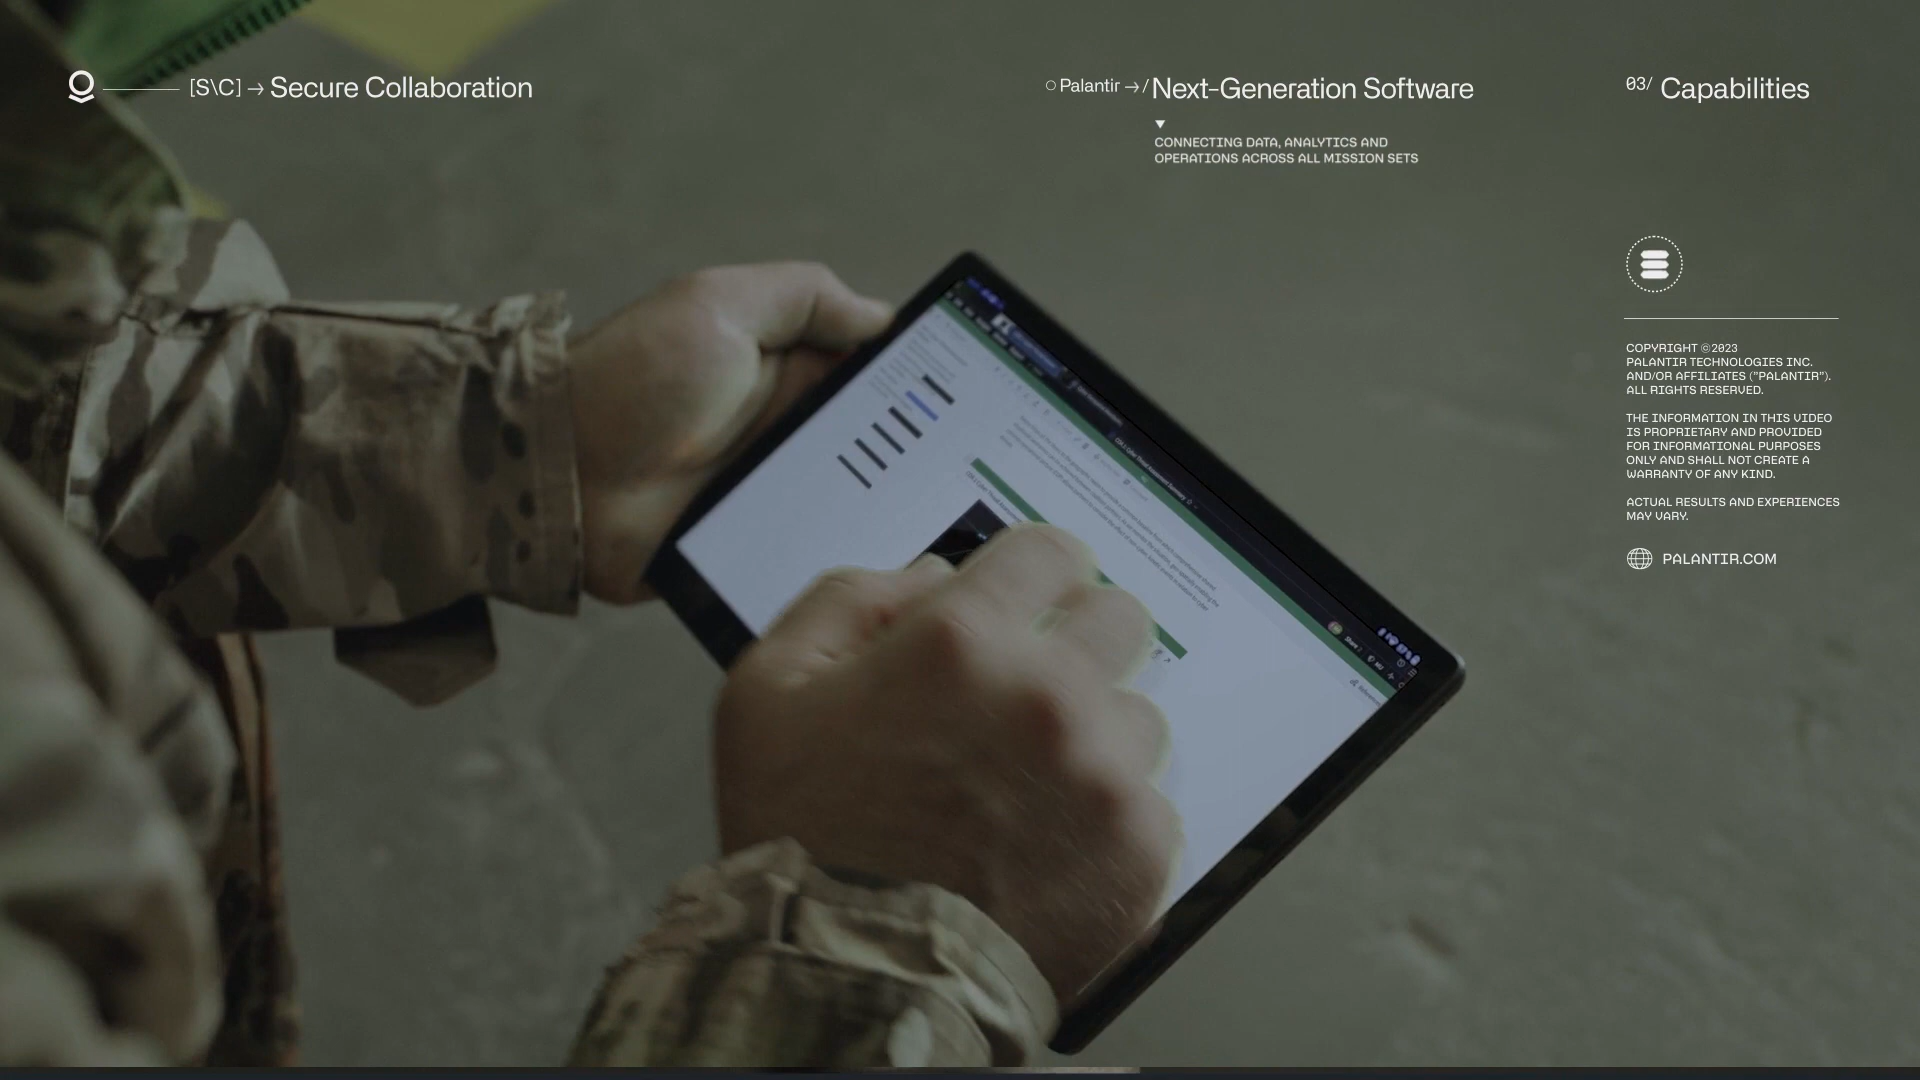 [S\C] → Secure Collaboration
○ Palantir → / Next-Generation Software
▼
CONNECTING DATA, ANALYTICS AND
OPERATIONS ACROSS ALL MISSION SETS
03/ Capabilities
COPYRIGHT ©2023
PALANTIR TECHNOLOGIES INC.
AND/OR AFFILIATES ("PALANTIR").
ALL RIGHTS RESERVED.
THE INFORMATION IN THIS VIDEO
IS PROPRIETARY AND PROVIDED
FOR INFORMATIONAL PURPOSES
ONLY AND SHALL NOT CREATE A
WARRANTY OF ANY KIND.
ACTUAL RESULTS AND EXPERIENCES
MAY VARY.
PALANTIR.COM
Share